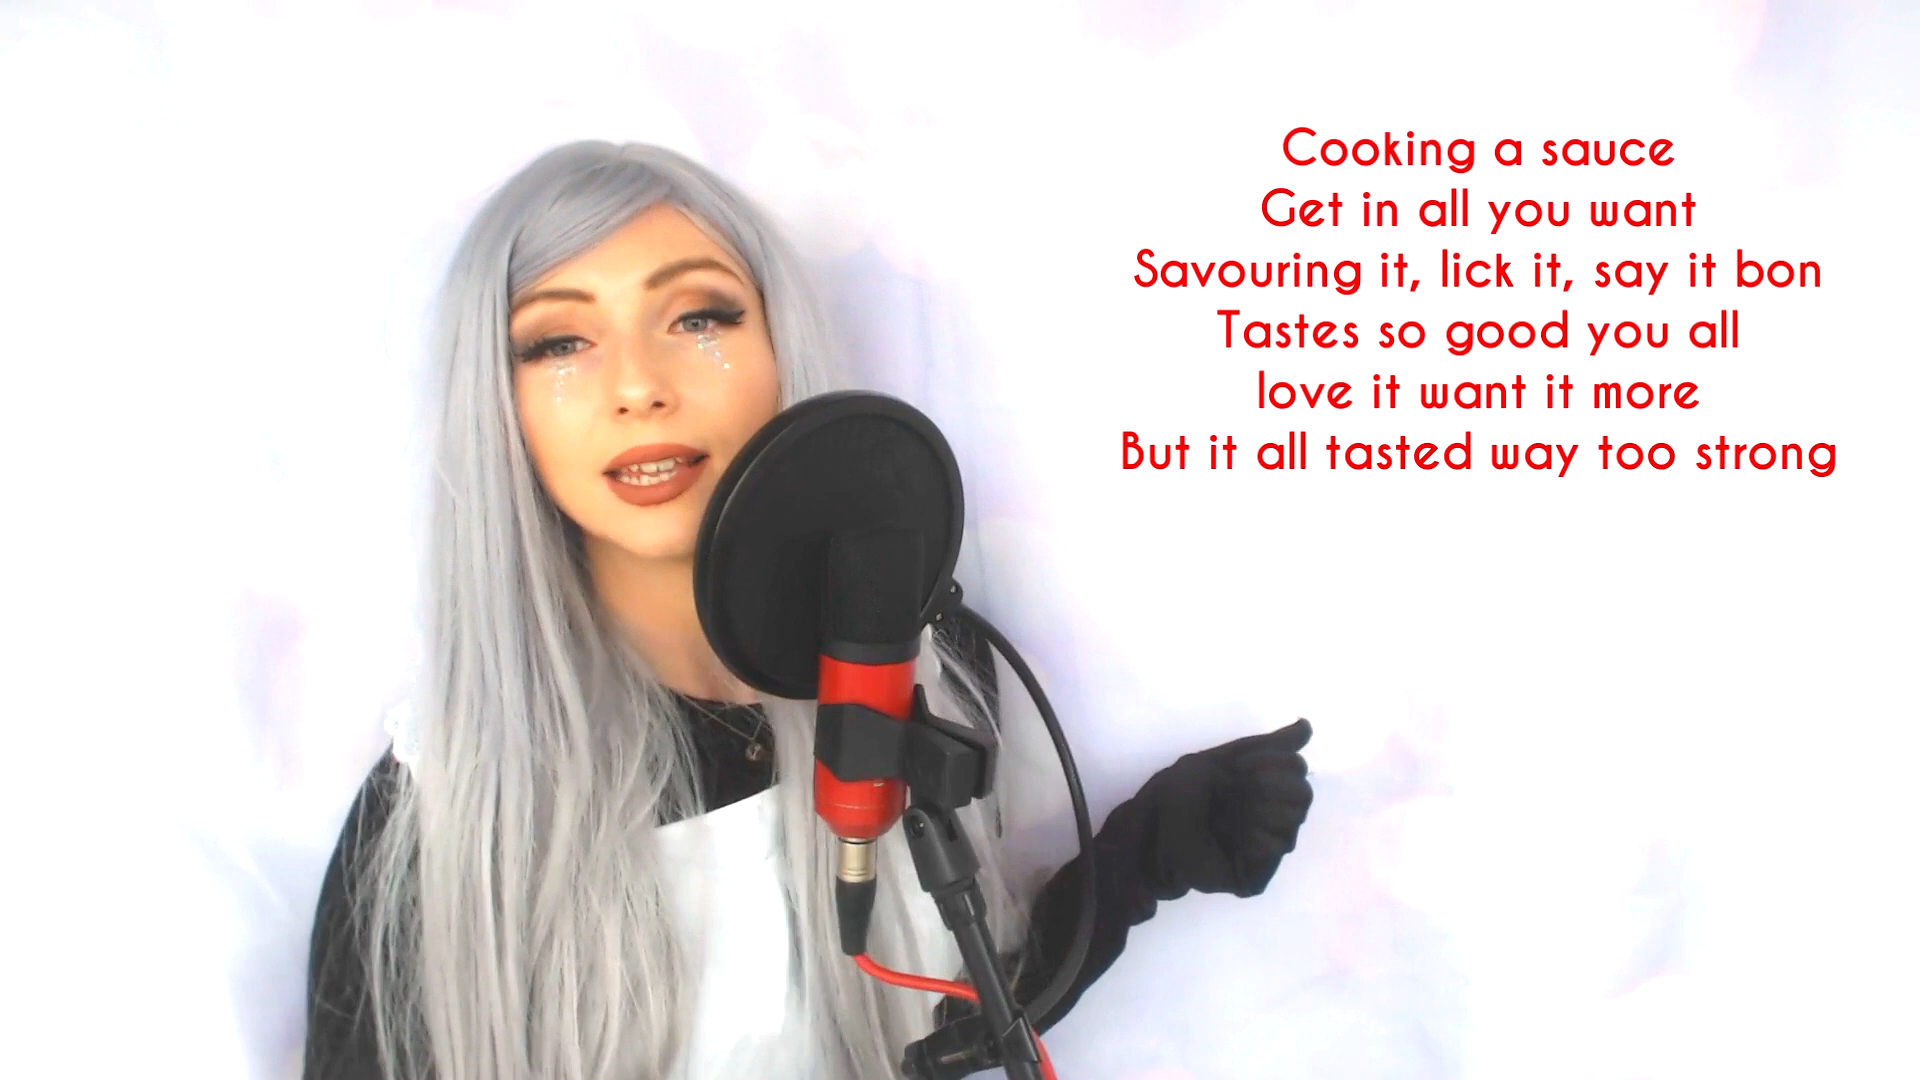 Cooking a sauce
Get in all you want
Savouring it, lick it, say it bon
Tastes so good you all
love it want it more
But it all tasted way too strong